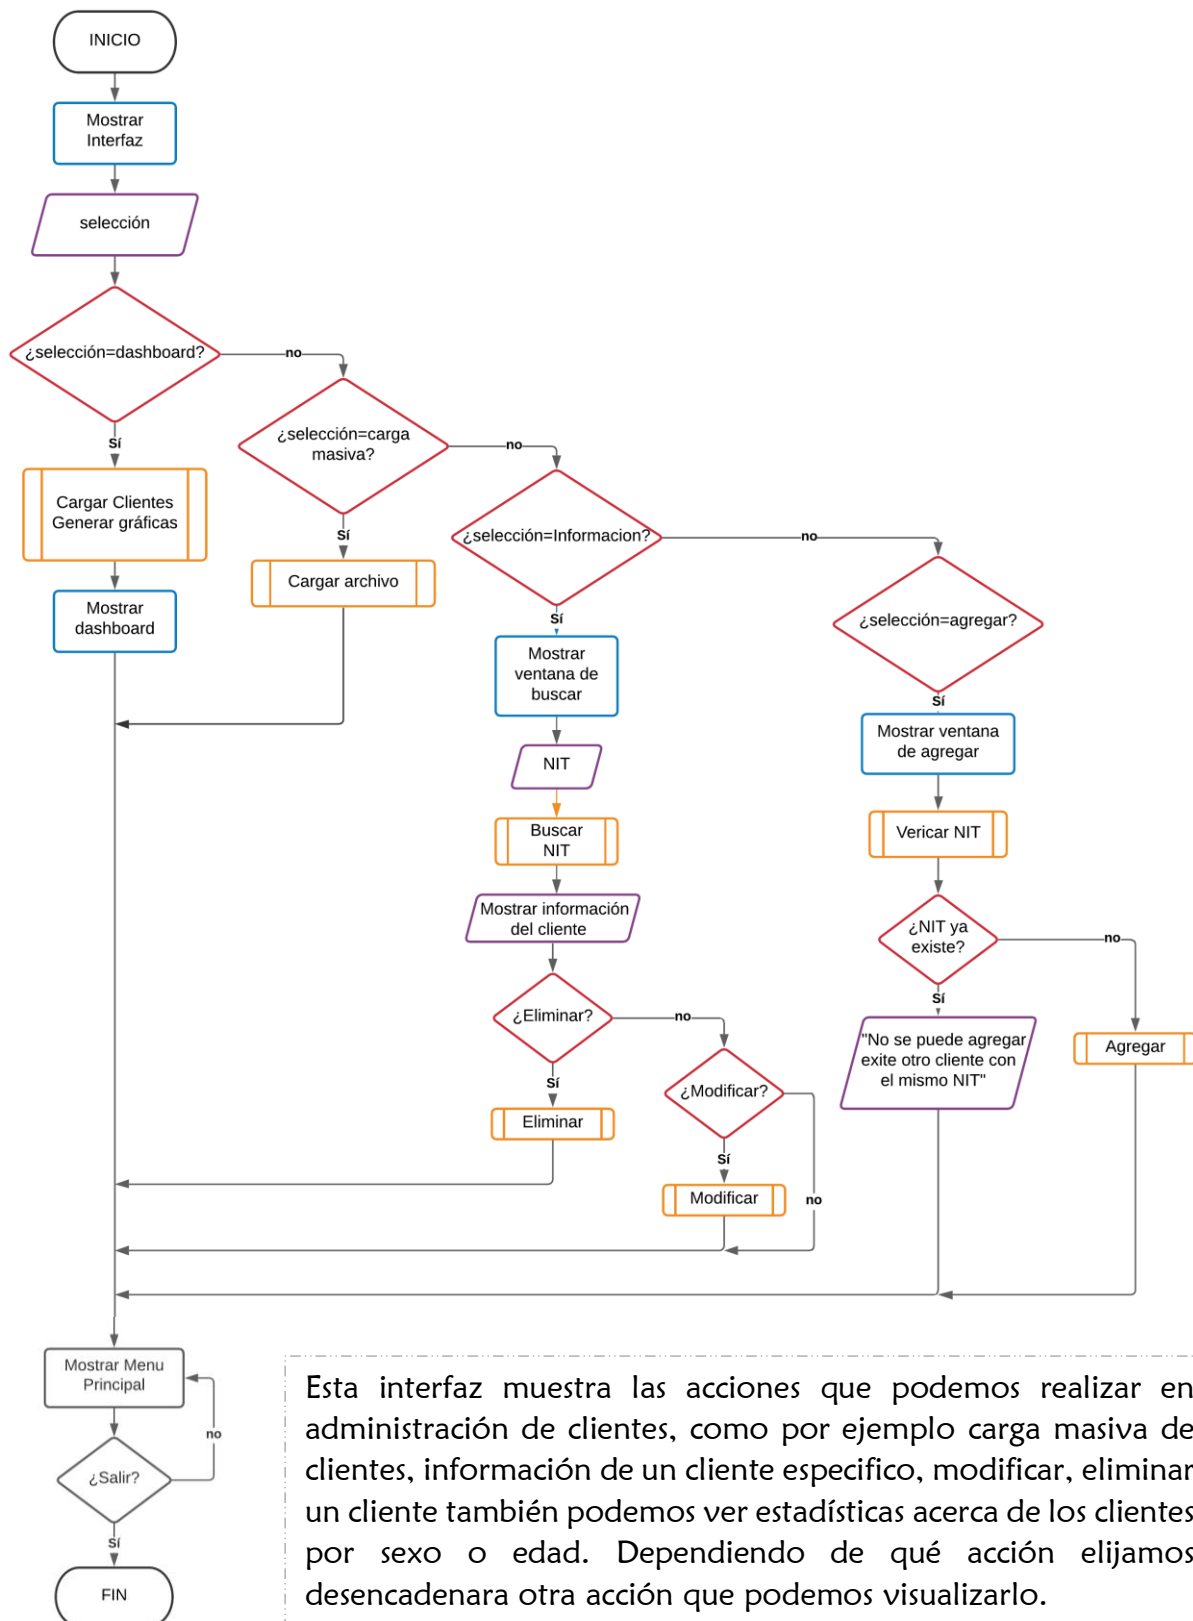 INICIO
Mostrar
Interfaz
selección
¿selección=dashboard?
no
Sí
Cargar Clientes
Generar gráficas
Mostrar
dashboard
¿selección=carga
masiva?
no
Sí
Cargar archivo
¿selección=Informacion?
no
Sí
Mostrar
ventana de
buscar
NIT
Buscar
NIT
Mostrar información
del cliente
¿Eliminar?
no
Sí
Eliminar
¿Modificar?
no
Sí
Modificar
¿selección=agregar?
Sí
Mostrar ventana
de agregar
Vericar NIT
¿NIT ya
existe?
no
Sí
"No se puede agregar
exite otro cliente con
el mismo NIT"
Agregar
Mostrar Menu
Principal
no
¿Salir?
Sí
FIN
Esta interfaz muestra las acciones que podemos realizar en
administración de clientes, como por ejemplo carga masiva de
clientes, información de un cliente especifico, modificar, eliminar
un cliente también podemos ver estadísticas acerca de los clientes
por sexo o edad. Dependiendo de qué acción elijamos
desencadenara otra acción que podemos visualizarlo.